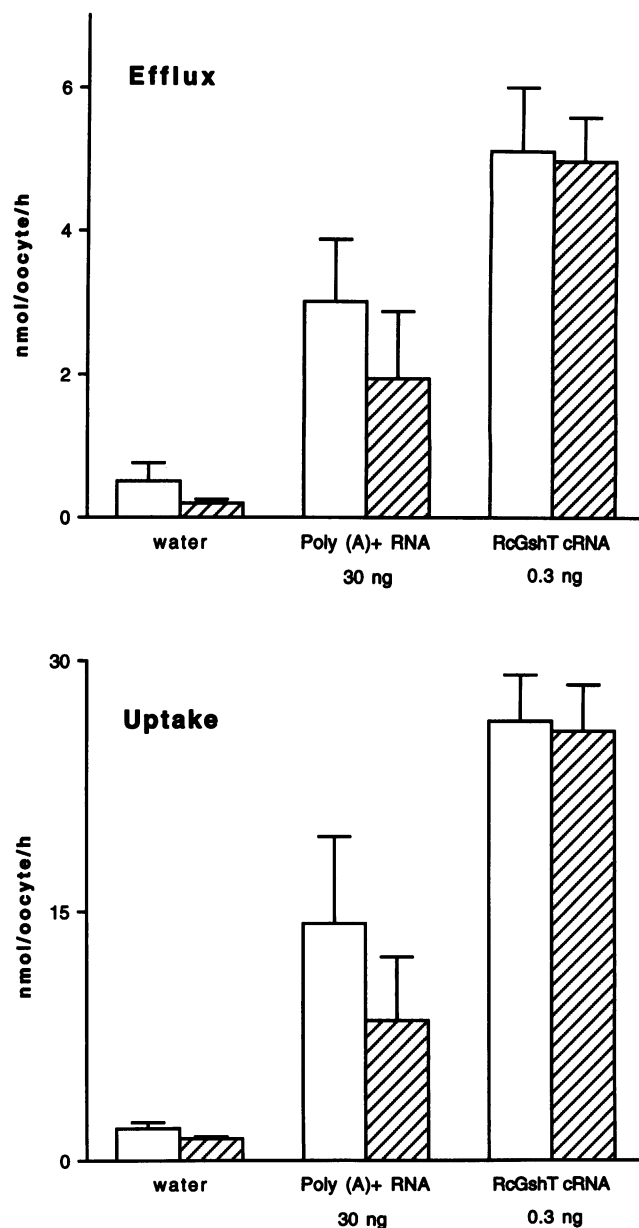 Efflux
6
4
2
0
nmol/oocyte/h
water
Poly (A)+ RNA
30 ng
RcGshT cRNA
0.3 ng
Uptake
30
15
0
nmol/oocyte/h
water
Poly (A)+ RNA
30 ng
RcGshT cRNA
0.3 ng